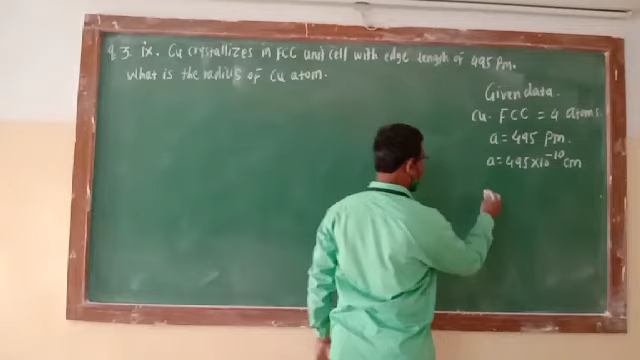 Q 3. ix. Cu crystallizes in FCC unit cell with edge length of 495 Pm.
What is the radius of Cu atom.
Given data.
Cu. FCC = 4 atoms
a = 495 pm.
a = 495 × 10⁻¹⁰ cm